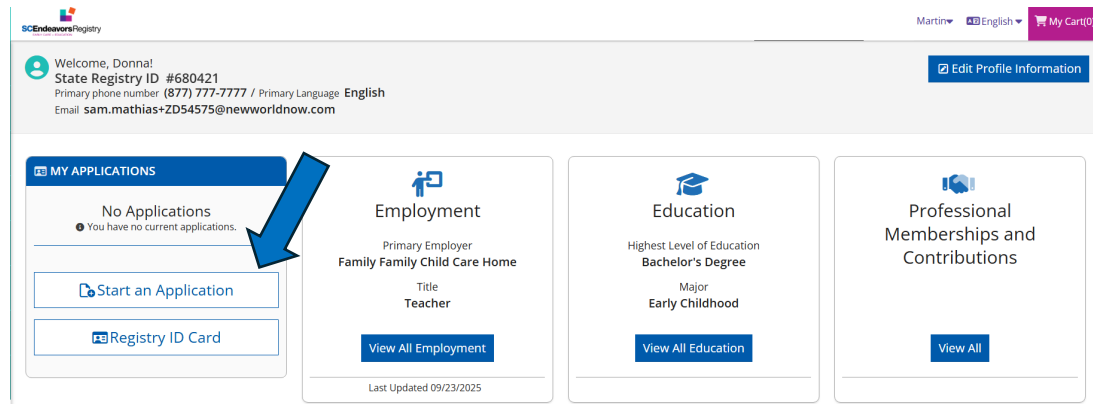 SCEndeavors Registry
Martin
English
My Cart(0)
Welcome, Donna!
State Registry ID #680421
Primary phone number (877) 777-7777 / Primary Language English
Email sam.mathias+ZD54575@newworldnow.com
Edit Profile Information
MY APPLICATIONS
No Applications
You have no current applications.
Start an Application
Registry ID Card
Employment
Primary Employer
Family Family Child Care Home
Title
Teacher
View All Employment
Last Updated 09/23/2025
Education
Highest Level of Education
Bachelor's Degree
Major
Early Childhood
View All Education
Professional
Memberships and
Contributions
View All